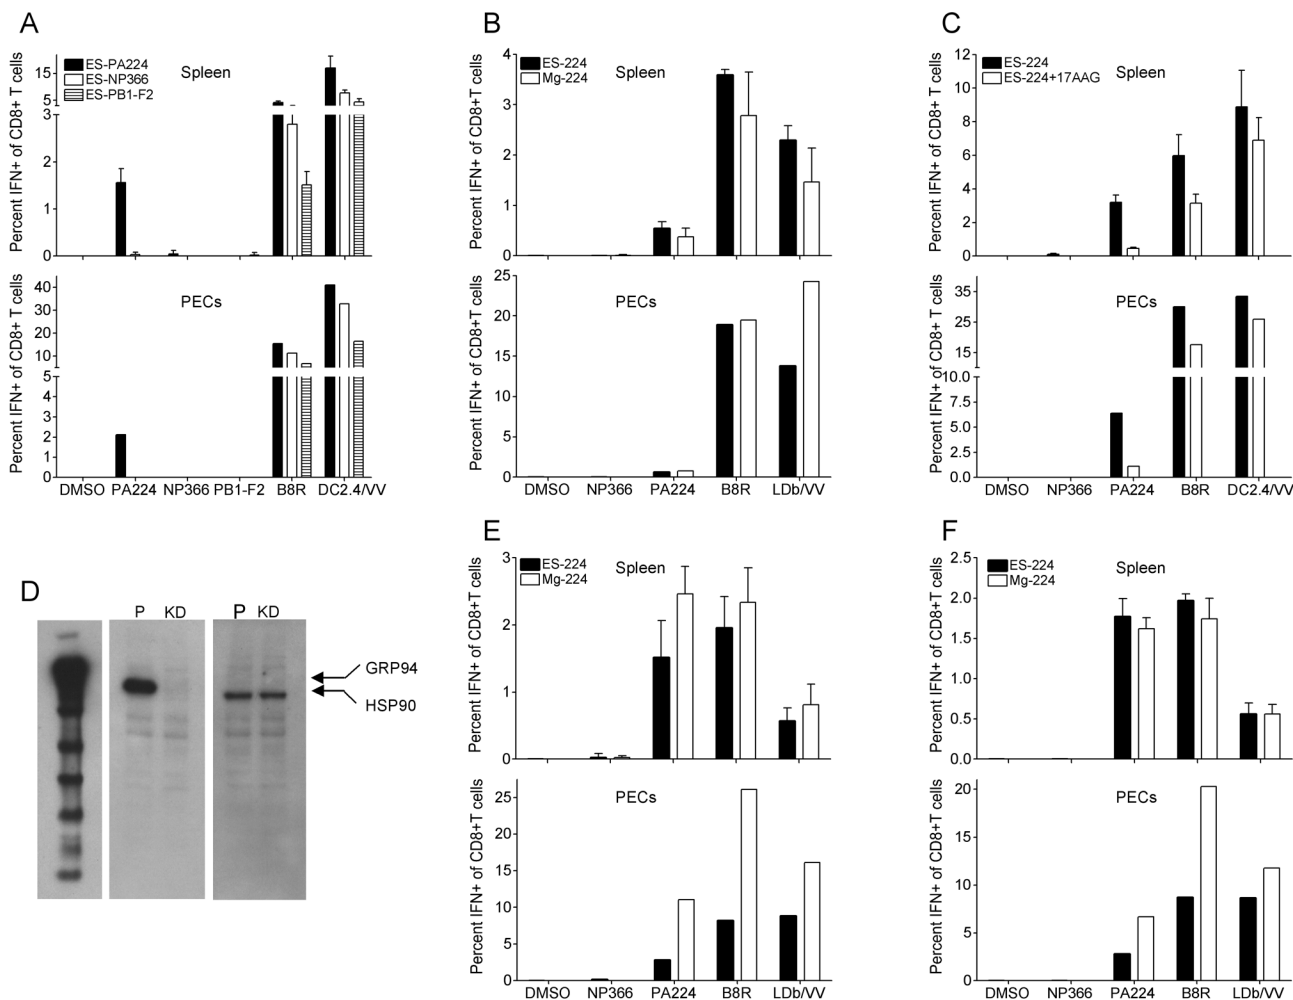 A
Percent IFN+ of CD8+ T cells
ES-PA224
ES-NP366
ES-PB1-F2
Spleen
15
5
3
2
1
0
Percent IFN+ of CD8+ T cells
PECs
40
30
20
10
5
4
3
2
1
0
DMSO PA224 NP366 PB1-F2 B8R DC2.4/VV
B
Percent IFN+ of CD8+T cells
ES-224
Mg-224
Spleen
4
3
2
1
0
Percent IFN+ of CD8+T cells
PECs
25
20
15
10
5
0
DMSO NP366 PA224 B8R LDb/VV
C
Percent IFN+ of CD8+ T cells
ES-224
ES-224+17AAG
Spleen
12
10
8
6
4
2
0
Percent IFN+ of CD8+ T cells
PECs
35
25
15
10.0
7.5
5.0
2.5
0.0
DMSO NP366 PA224 B8R DC2.4/VV
D
P KD P KD
GRP94
HSP90
E
Percent IFN+ of CD8+T cells
ES-224
Mg-224
Spleen
3
2
1
0
Percent IFN+ of CD8+T cells
PECs
25
20
15
10
5
0
DMSO NP366 PA224 B8R LDb/VV
F
Percent IFN+ of CD8+T cells
ES-224
Mg-224
Spleen
2.5
2.0
1.5
1.0
0.5
0
Percent IFN+ of CD8+T cells
PECs
20
15
10
5
0
DMSO NP366 PA224 B8R LDb/VV